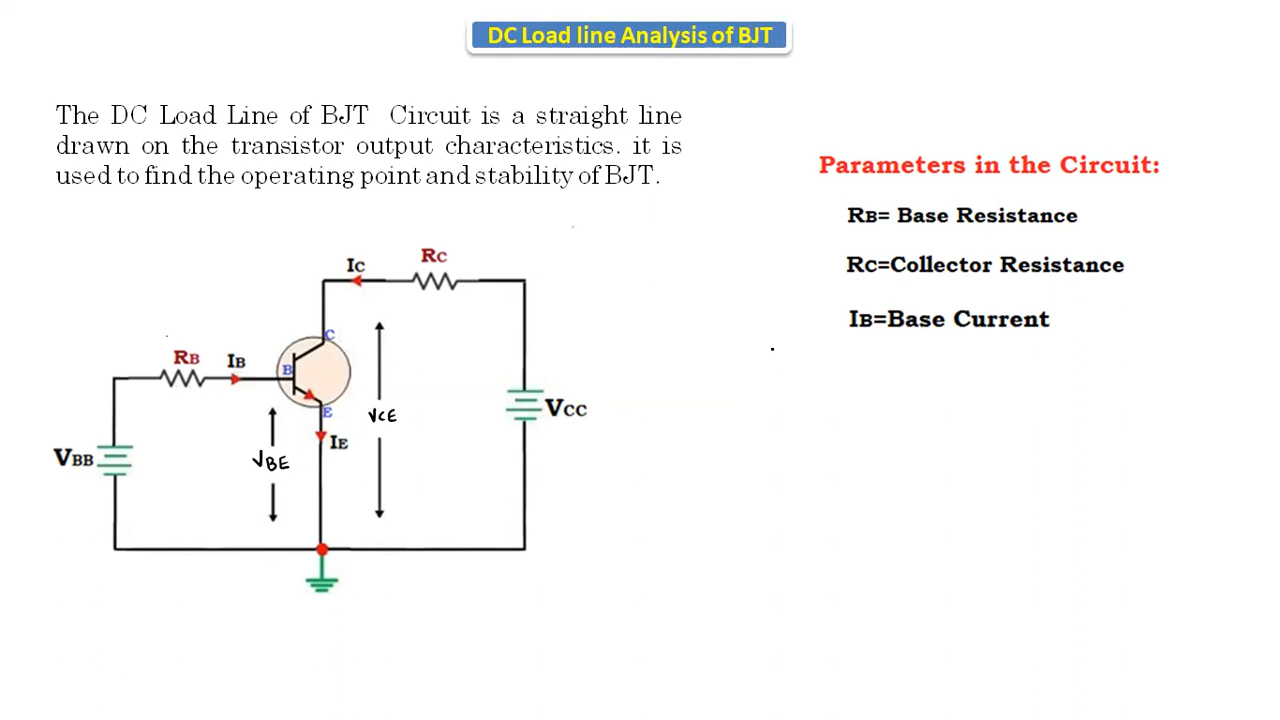 DC Load line Analysis of BJT
The DC Load Line of BJT Circuit is a straight line
drawn on the transistor output characteristics. it is
used to find the operating point and stability of BJT.
Parameters in the Circuit:
RB= Base Resistance
RC=Collector Resistance
IB=Base Current
IC
RC
C
RB
IB
B
E
VCE
VCC
IE
VBE
VBB